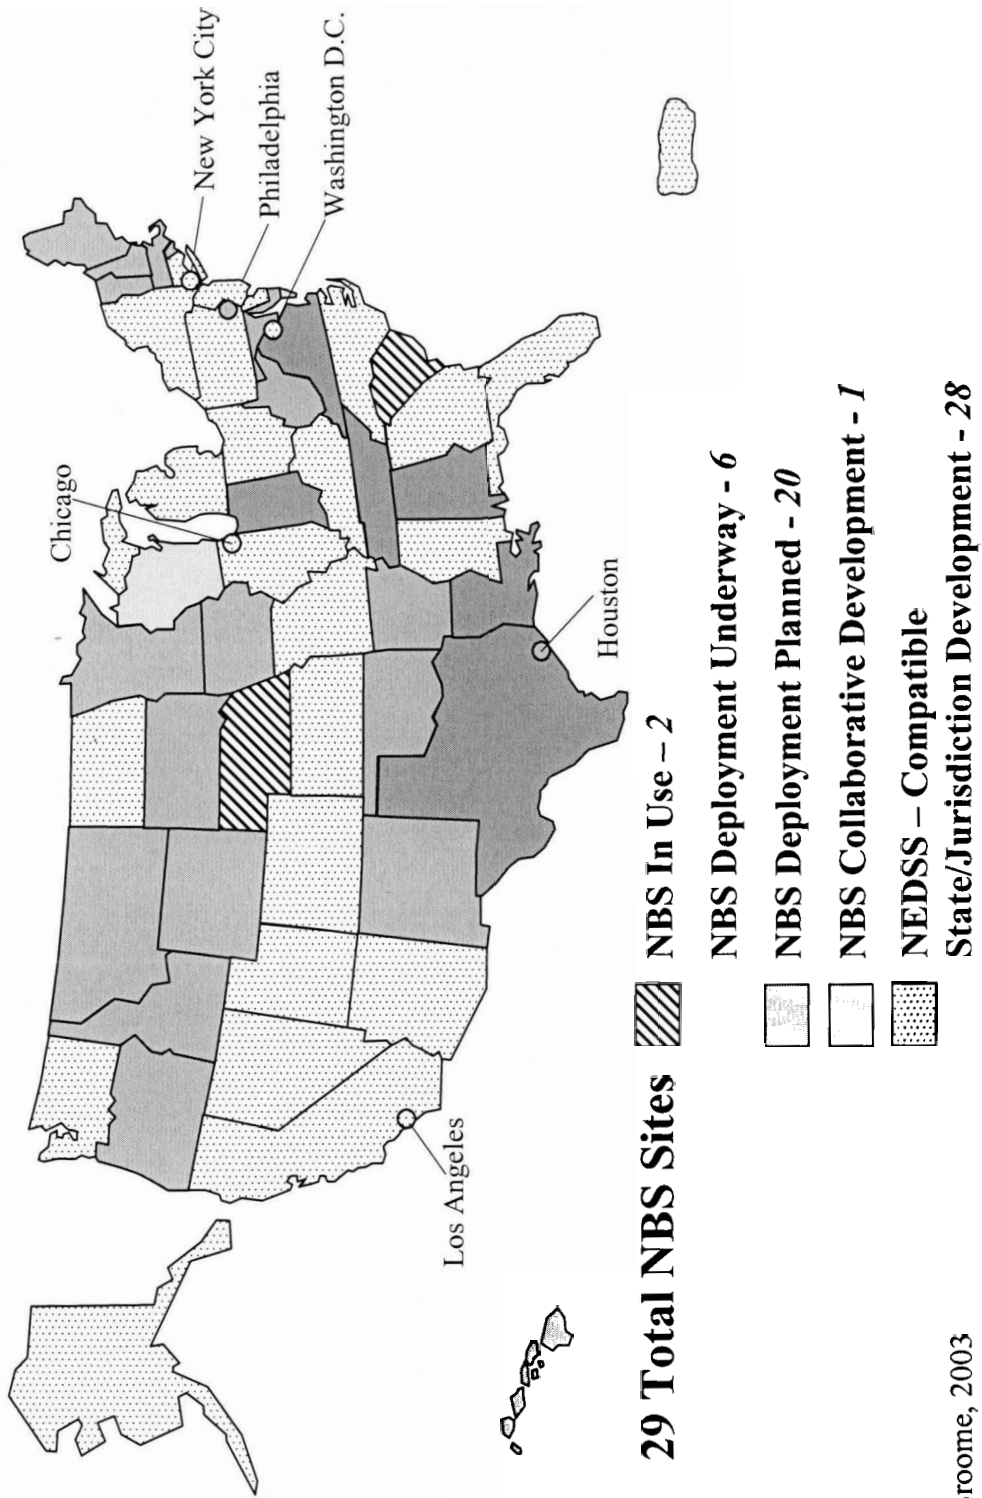 New York City
Philadelphia
Washington D.C.
Chicago
Houston
Los Angeles
29 Total NBS Sites
NBS In Use – 2
NBS Deployment Underway - 6
NBS Deployment Planned - 20
NBS Collaborative Development - 1
NEDSS – Compatible
State/Jurisdiction Development - 28
2003